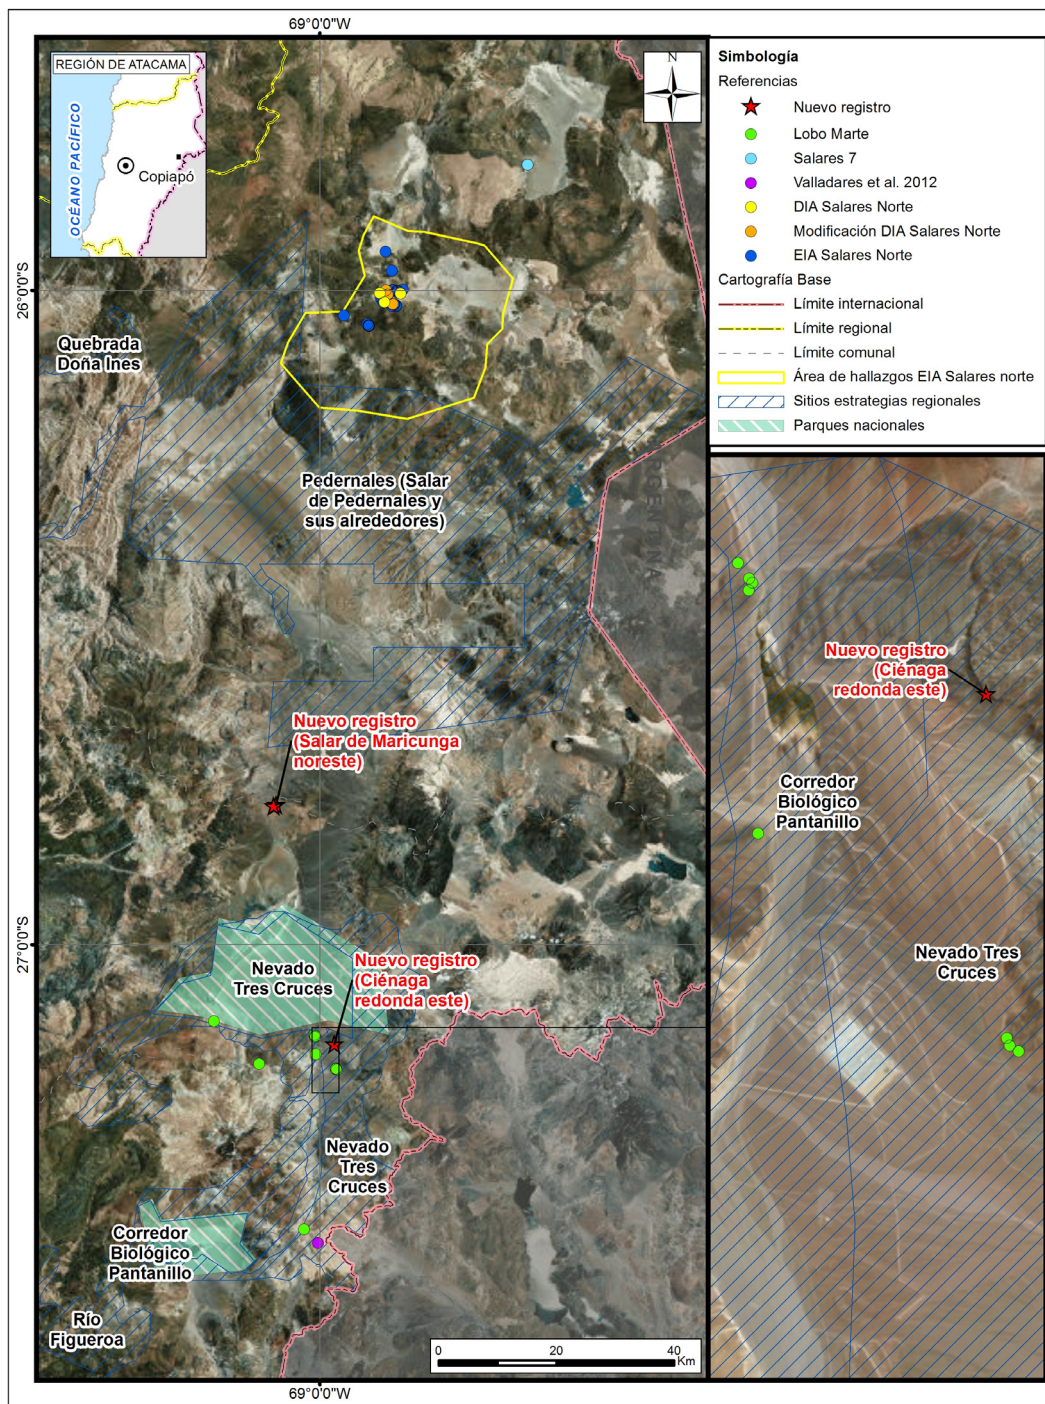 69°0'0"W
REGIÓN DE ATACAMA
OCÉANO PACÍFICO
Copiapó
N
26°0'0"S
Quebrada
Doña Ines
Pedernales (Salar
de Pedernales y
sus alrededores)
ARGENTINA
Nuevo registro
(Salar de Maricunga
noreste)
27°0'0"S
Nevado
Tres Cruces
Nuevo registro
(Ciénaga
redonda este)
Nevado
Tres
Cruces
Corredor
Biológico
Pantanillo
Río
Figueroa
0 20 40
Km
69°0'0"W
Simbología
Referencias
Nuevo registro
Lobo Marte
Salares 7
Valladares et al. 2012
DIA Salares Norte
Modificación DIA Salares Norte
EIA Salares Norte
Cartografía Base
Límite internacional
Límite regional
Límite comunal
Área de hallazgos EIA Salares norte
Sitios estrategias regionales
Parques nacionales
Nuevo registro
(Ciénaga
redonda este)
Corredor
Biológico
Pantanillo
Nevado Tres
Cruces